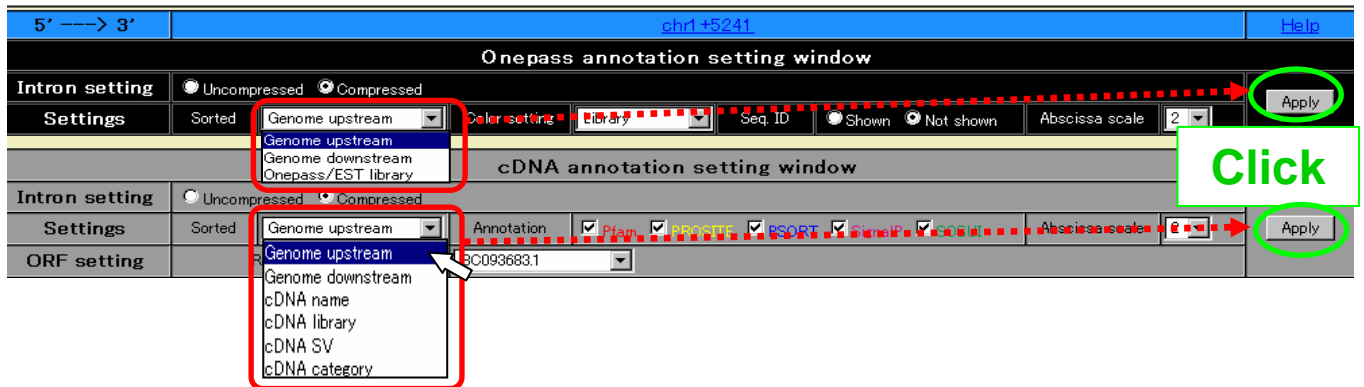 5′ ---> 3′ chr1+5241 Help
Onepass annotation setting window
Intron setting Uncompressed Compressed
Settings Sorted Genome upstream Color setting Library Seq. ID Shown Not shown Abscissa scale 2 Apply
Genome upstream
Genome downstream
Onepass/EST library
cDNA annotation setting window
Click
Intron setting Uncompressed Compressed
Settings Sorted Genome upstream Annotation Pfam PROSITE PSORT SignalP SOSUI Abscissa scale 2 Apply
ORF setting BC093683.1
Genome upstream
Genome downstream
cDNA name
cDNA library
cDNA SV
cDNA category